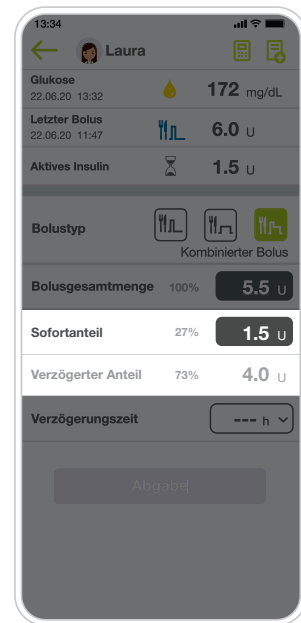 13:34
Laura
Glukose
22.06.20 13:32
172 mg/dL
Letzter Bolus
22.06.20 11:47
6.0 U
Aktives Insulin
1.5 U
Bolustyp
Kombinierter Bolus
Bolusgesamtmenge 100% 5.5 U
Sofortanteil 27% 1.5 U
Verzögerter Anteil 73% 4.0 U
Verzögerungszeit --- h
Abgabe